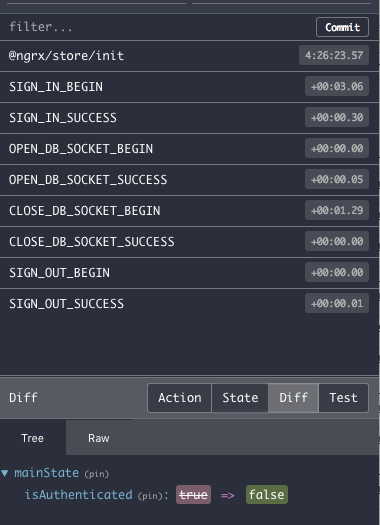 filter... Commit
@ngrx/store/init 4:26:23.57
SIGN_IN_BEGIN +00:03.06
SIGN_IN_SUCCESS +00:00.30
OPEN_DB_SOCKET_BEGIN +00:00.00
OPEN_DB_SOCKET_SUCCESS +00:00.05
CLOSE_DB_SOCKET_BEGIN +00:01.29
CLOSE_DB_SOCKET_SUCCESS +00:00.00
SIGN_OUT_BEGIN +00:00.00
SIGN_OUT_SUCCESS +00:00.01
Diff Action State Diff Test
Tree Raw
▼ mainState (pin)
isAuthenticated (pin): true => false